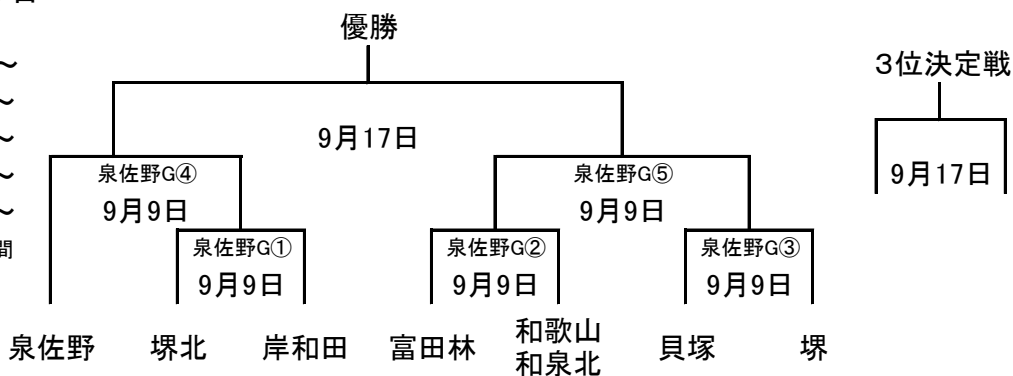 優勝
3位決定戦
～
～
～
～
～
間
9月17日
9月17日
泉佐野G④
泉佐野G⑤
9月9日
9月9日
泉佐野G①
泉佐野G②
泉佐野G③
9月9日
9月9日
9月9日
泉佐野
堺北
岸和田
富田林
和歌山
和泉北
貝塚
堺